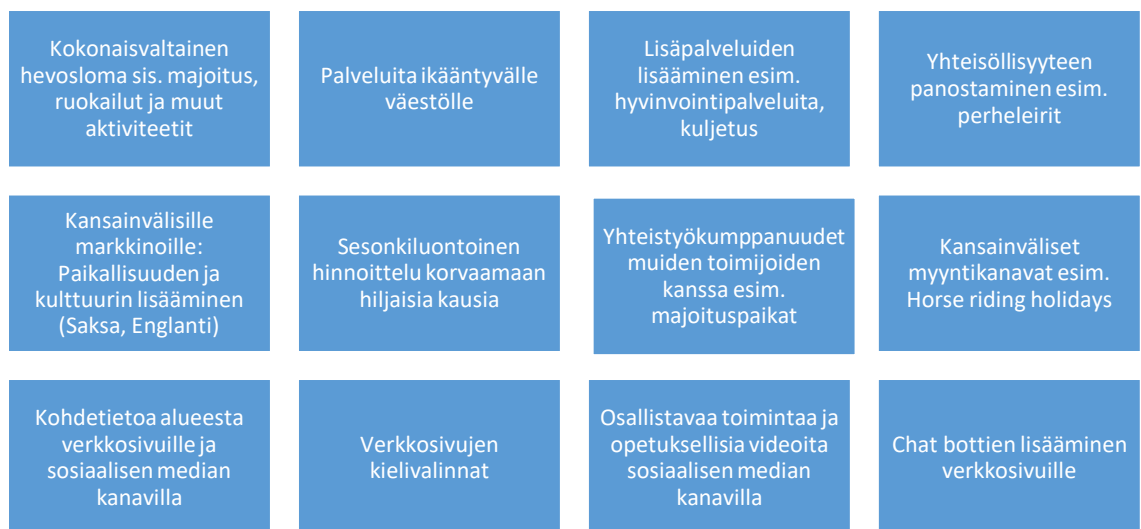 Kokonaisvaltainen
hevosloma sis. majoitus,
ruokailut ja muut
aktiviteetit
Palveluita ikääntyvälle
väestölle
Lisäpalveluiden
lisääminen esim.
hyvinvointipalveluita,
kuljetus
Yhteisöllisyyteen
panostaminen esim.
perheleirit
Kansainvälisille
markkinoille:
Paikallisuuden ja
kulttuurin lisääminen
(Saksa, Englanti)
Sesonkiluontoinen
hinnoittelu korvaamaan
hiljaisia kausia
Yhteistyökumppanuudet
muiden toimijoiden
kanssa esim.
majoituspaikat
Kansainväliset
myyntikanavat esim.
Horse riding holidays
Kohdetietoa alueesta
verkkosivuille ja
sosiaalisen median
kanavilla
Verkkosivujen
kielivalinnat
Osallistavaa toimintaa ja
opetuksellisia videoita
sosiaalisen median
kanavilla
Chat bottien lisääminen
verkkosivuille